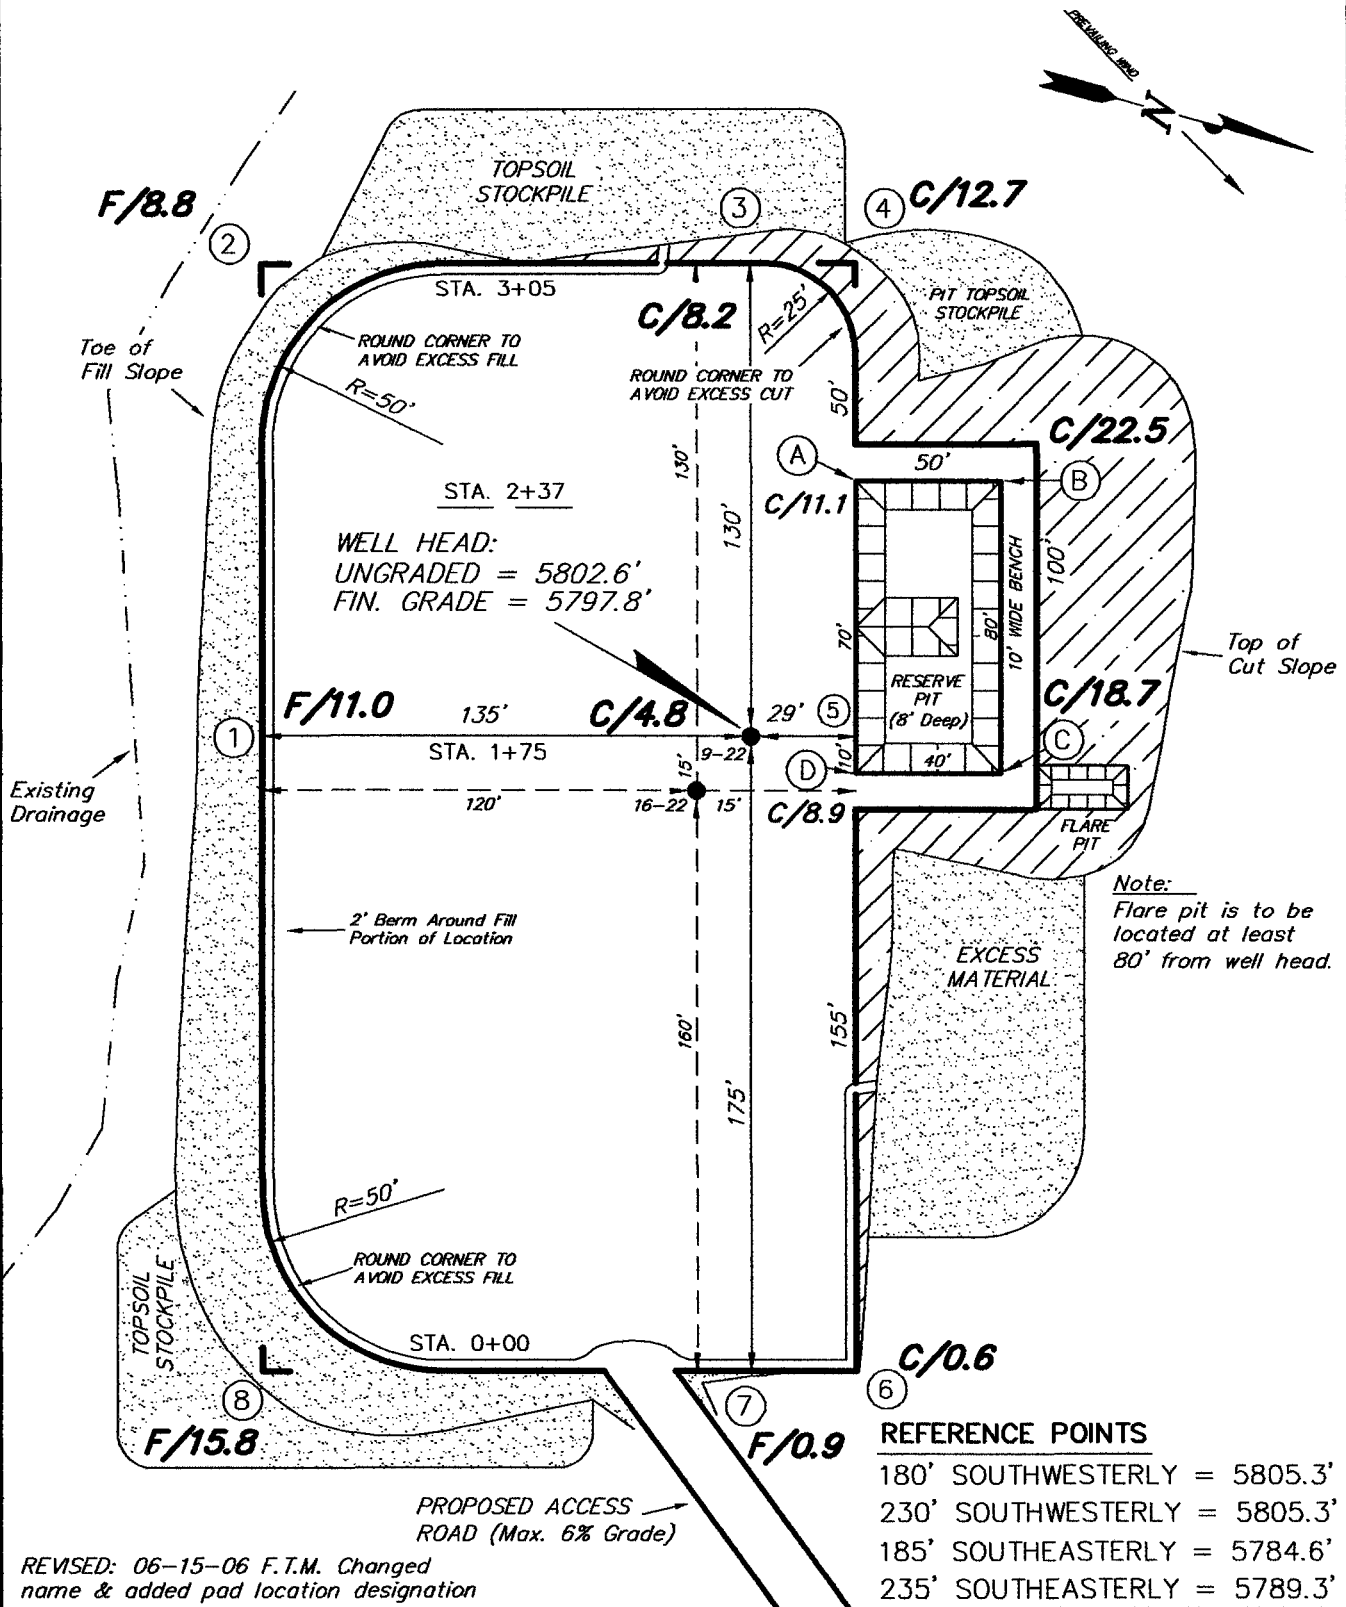 PREVAILING WIND
N
TOPSOIL
STOCKPILE
F/8.8
2
3
4
C/12.7
STA. 3+05
C/8.2
R=25'
PIT TOPSOIL
STOCKPILE
ROUND CORNER TO
AVOID EXCESS FILL
Toe of
Fill Slope
R=50'
ROUND CORNER TO
AVOID EXCESS CUT
50'
C/22.5
A
50'
B
130'
STA. 2+37
C/11.1
130'
WELL HEAD:
UNGRADED = 5802.6'
FIN. GRADE = 5797.8'
10' WIDE BENCH
100'
70'
80'
Top of
Cut Slope
RESERVE
PIT
(8' Deep)
F/11.0
135'
C/4.8
29'
5
C/18.7
1
STA. 1+75
9-22
C
15'
10'
40'
D
Existing
Drainage
120'
16-22
15'
C/8.9
FLARE
PIT
Note:
Flare pit is to be
located at least
80' from well head.
2' Berm Around Fill
Portion of Location
EXCESS
MATERIAL
160'
155'
175'
R=50'
ROUND CORNER TO
AVOID EXCESS FILL
TOPSOIL
STOCKPILE
STA. 0+00
C/0.6
8
7
6
F/15.8
F/0.9
REFERENCE POINTS
180' SOUTHWESTERLY = 5805.3'
230' SOUTHWESTERLY = 5805.3'
185' SOUTHEASTERLY = 5784.6'
235' SOUTHEASTERLY = 5789.3'
PROPOSED ACCESS
ROAD (Max. 6% Grade)
REVISED: 06-15-06 F.T.M. Changed
name & added pad location designation